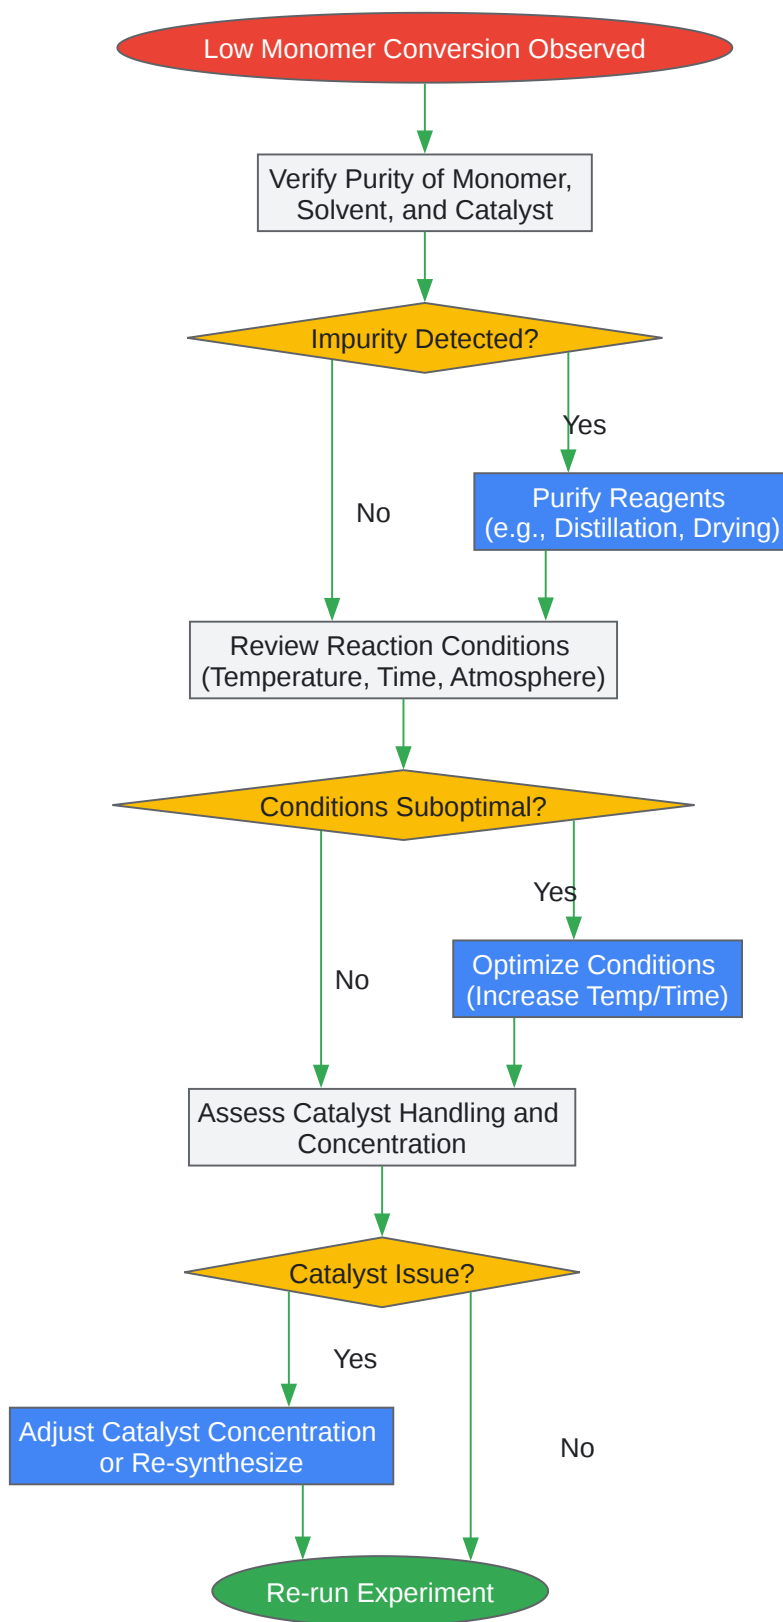 Low Monomer Conversion Observed
Verify Purity of Monomer,
Solvent, and Catalyst
Impurity Detected?
Yes
Purify Reagents
(e.g., Distillation, Drying)
No
Review Reaction Conditions
(Temperature, Time, Atmosphere)
Conditions Suboptimal?
Yes
Optimize Conditions
(Increase Temp/Time)
No
Assess Catalyst Handling and
Concentration
Catalyst Issue?
Yes
Adjust Catalyst Concentration
or Re-synthesize
No
Re-run Experiment